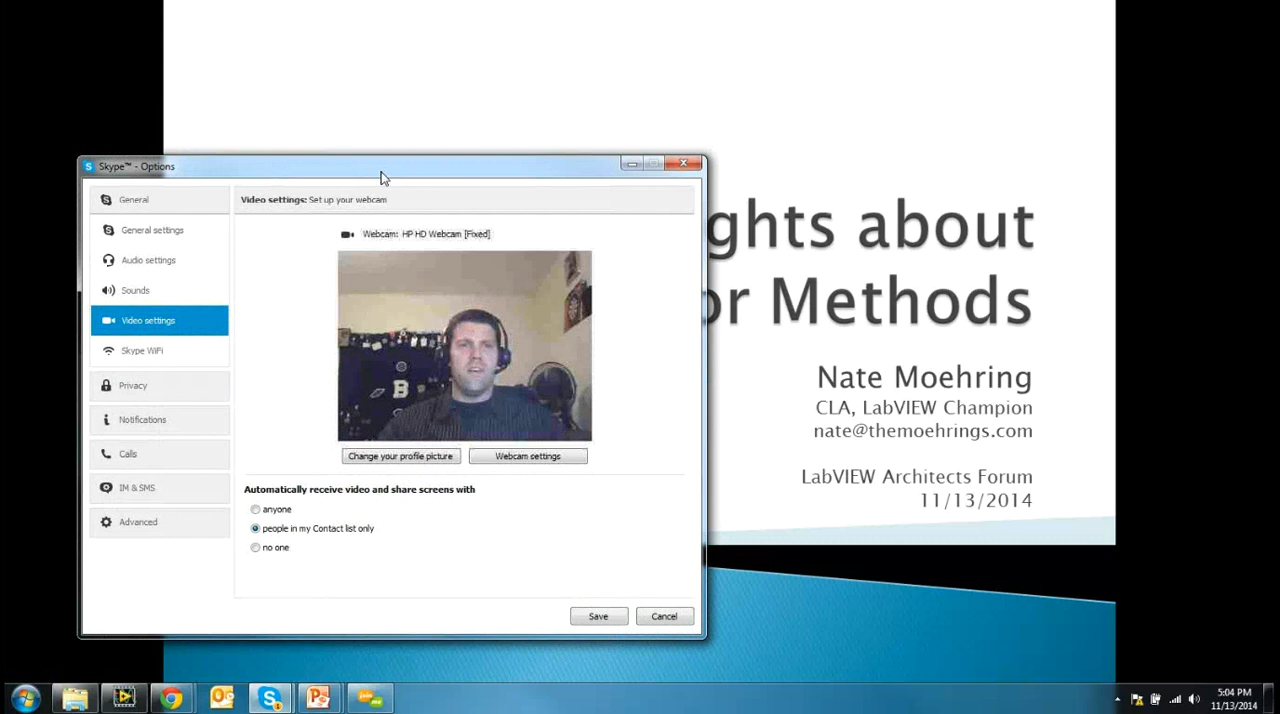 Skype™ - Options
General
General settings
Audio settings
Sounds
Video settings
Skype WiFi
Privacy
Notifications
Calls
IM & SMS
Advanced
Video settings: Set up your webcam
Webcam: HP HD Webcam [Fixed]
B
Change your profile picture
Webcam settings
Automatically receive video and share screens with
anyone
people in my Contact list only
no one
Save
Cancel
ghts about
or Methods
Nate Moehring
CLA, LabVIEW Champion
nate@themoehrings.com
LabVIEW Architects Forum
11/13/2014
5:04 PM
11/13/2014